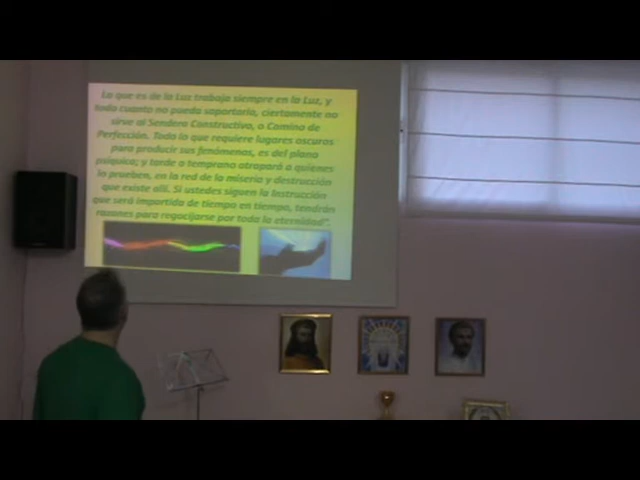 Lo que es de la Luz trabaja siempre en la Luz, y
todo cuanto no pueda soportarla, ciertamente no
sirve al Sendero Constructivo, o Camino de
Perfección. Todo lo que requiere lugares oscuros
para producir sus fenómenos, es del plano
psíquico; y tarde o temprano atrapará a quienes
lo prueben, en la red de la miseria y destrucción
que existe allí. Si ustedes siguen la Instrucción
que será impartida de tiempo en tiempo, tendrán
razones para regocijarse por toda la eternidad".